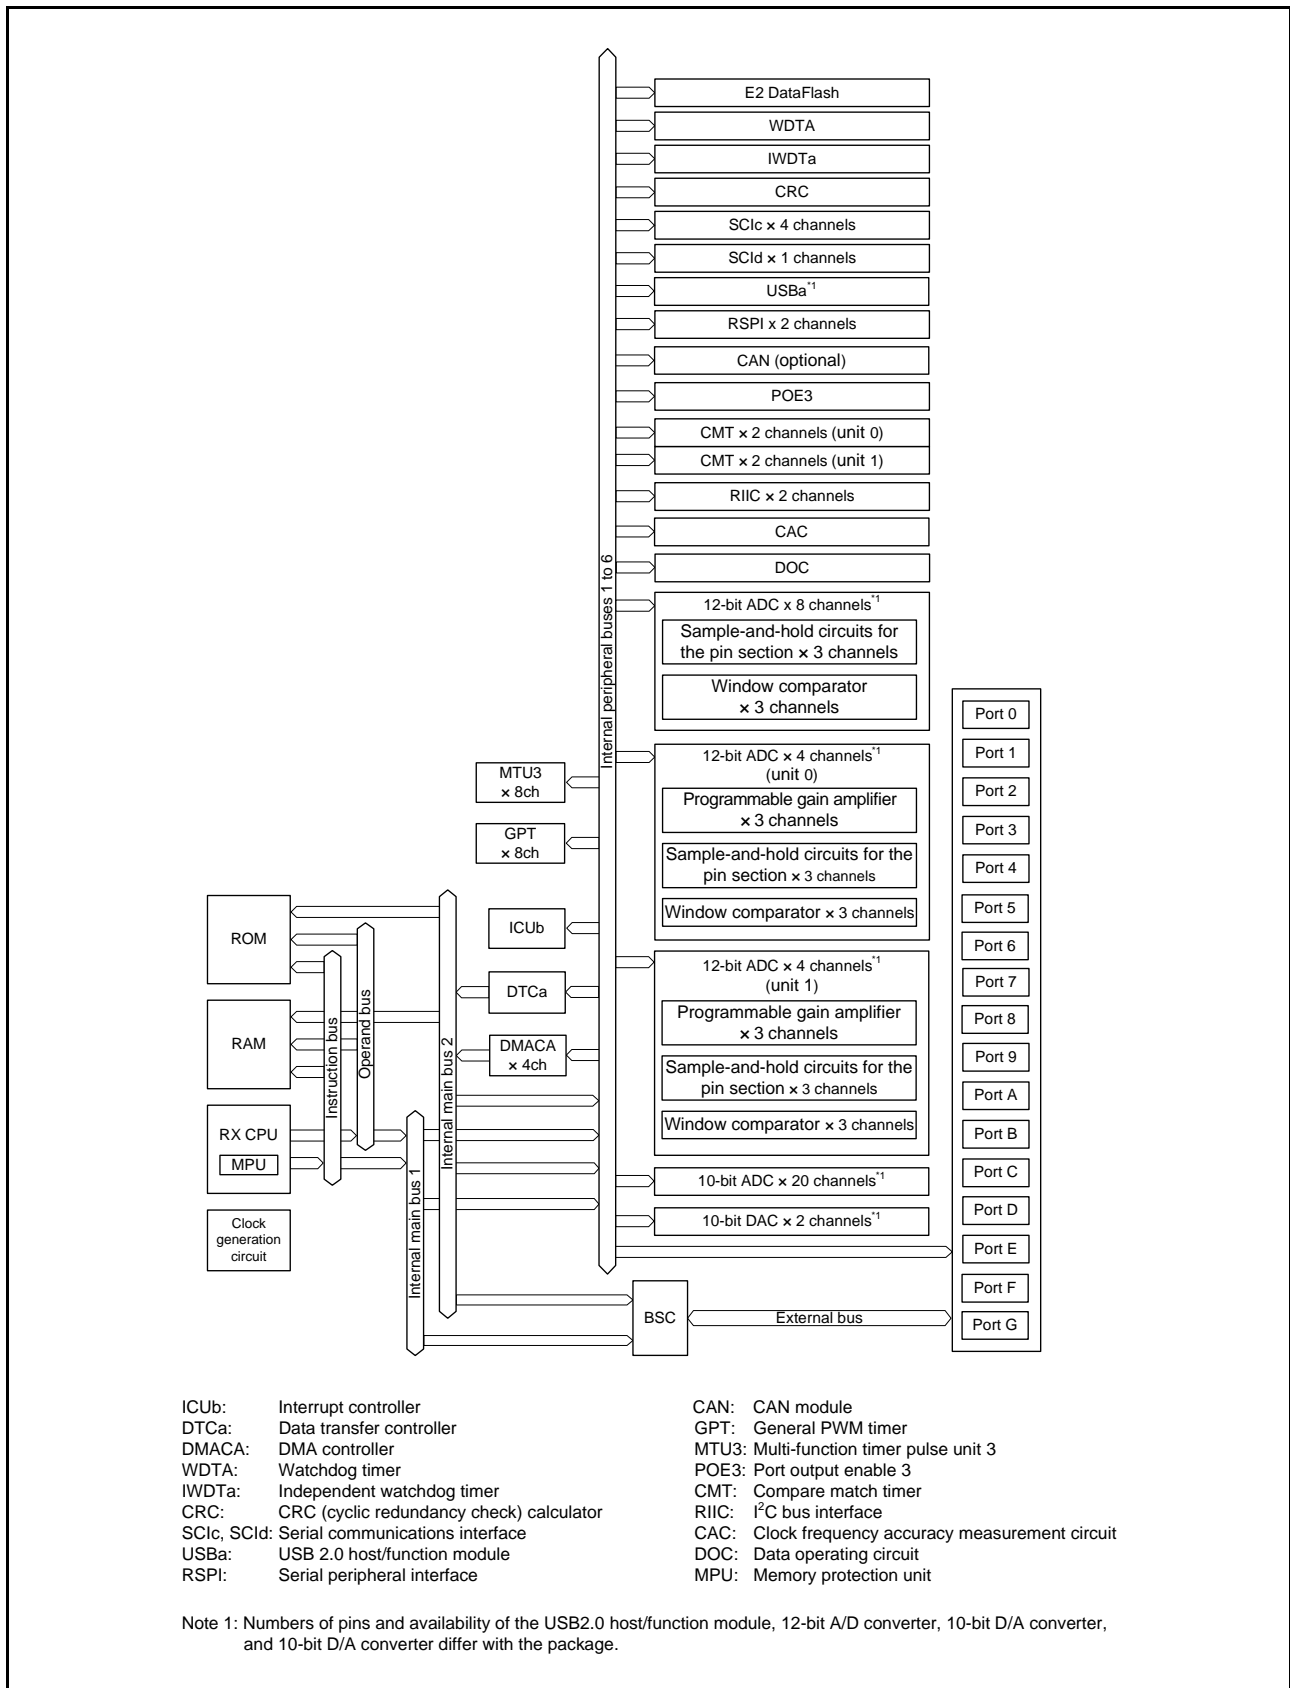 E2 DataFlash
WDTA
IWDTa
CRC
SCIc × 4 channels
SCId × 1 channels
USBa*1
RSPI x 2 channels
CAN (optional)
POE3
CMT × 2 channels (unit 0)
CMT × 2 channels (unit 1)
RIIC × 2 channels
CAC
DOC
Internal peripheral buses 1 to 6
12-bit ADC x 8 channels*1
Sample-and-hold circuits for
the pin section × 3 channels
Window comparator
× 3 channels
12-bit ADC × 4 channels*1
(unit 0)
Programmable gain amplifier
× 3 channels
Sample-and-hold circuits for the
pin section × 3 channels
Window comparator × 3 channels
12-bit ADC × 4 channels*1
(unit 1)
Programmable gain amplifier
× 3 channels
Sample-and-hold circuits for the
pin section × 3 channels
Window comparator × 3 channels
10-bit ADC × 20 channels*1
10-bit DAC × 2 channels*1
Port 0
Port 1
Port 2
Port 3
Port 4
Port 5
Port 6
Port 7
Port 8
Port 9
Port A
Port B
Port C
Port D
Port E
Port F
Port G
MTU3
× 8ch
GPT
× 8ch
ICUb
DTCa
DMACA
× 4ch
ROM
RAM
RX CPU
MPU
Clock
generation
circuit
Instruction bus
Operand bus
Internal main bus 1
Internal main bus 2
BSC
External bus
ICUb: Interrupt controller
DTCa: Data transfer controller
DMACA: DMA controller
WDTA: Watchdog timer
IWDTa: Independent watchdog timer
CRC: CRC (cyclic redundancy check) calculator
SCIc, SCId: Serial communications interface
USBa: USB 2.0 host/function module
RSPI: Serial peripheral interface
CAN: CAN module
GPT: General PWM timer
MTU3: Multi-function timer pulse unit 3
POE3: Port output enable 3
CMT: Compare match timer
RIIC: I2C bus interface
CAC: Clock frequency accuracy measurement circuit
DOC: Data operating circuit
MPU: Memory protection unit
Note 1: Numbers of pins and availability of the USB2.0 host/function module, 12-bit A/D converter, 10-bit D/A converter,
and 10-bit D/A converter differ with the package.